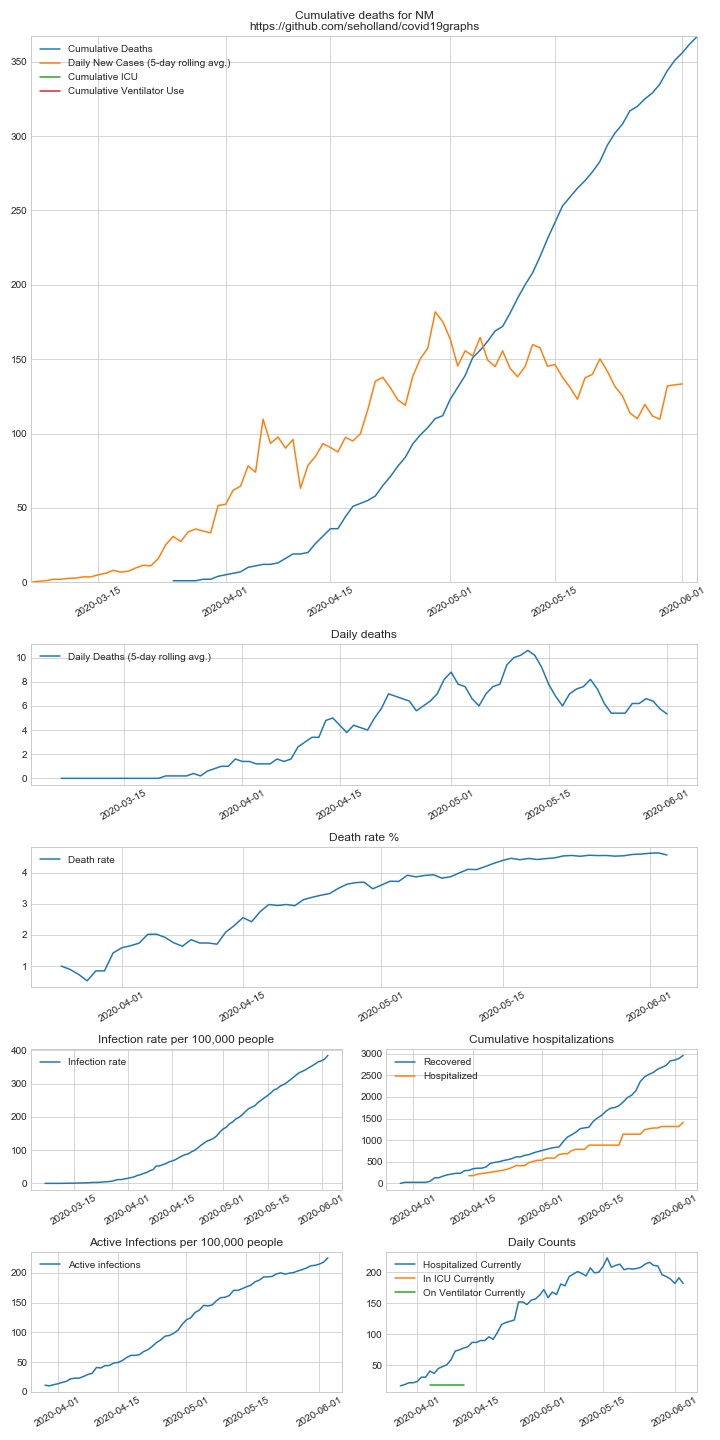 Cumulative deaths for NM
https://github.com/seholland/covid19graphs
Cumulative Deaths
Daily New Cases (5-day rolling avg.)
Cumulative ICU
Cumulative Ventilator Use
350
300
250
200
150
100
50
0
2020-03-15 2020-04-01 2020-04-15 2020-05-01 2020-05-15 2020-06-01
Daily deaths
Daily Deaths (5-day rolling avg.)
10
8
6
4
2
0
2020-03-15 2020-04-01 2020-04-15 2020-05-01 2020-05-15 2020-06-01
Death rate %
Death rate
4
3
2
1
2020-04-01 2020-04-15 2020-05-01 2020-05-15 2020-06-01
Infection rate per 100,000 people
Infection rate
400
300
200
100
0
2020-03-15 2020-04-01 2020-04-15 2020-05-01 2020-05-15 2020-06-01
Cumulative hospitalizations
Recovered
Hospitalized
3000
2500
2000
1500
1000
500
0
2020-04-01 2020-04-15 2020-05-01 2020-05-15 2020-06-01
Active Infections per 100,000 people
Active infections
200
150
100
50
0
2020-04-01 2020-04-15 2020-05-01 2020-05-15 2020-06-01
Daily Counts
Hospitalized Currently
In ICU Currently
On Ventilator Currently
200
150
100
50
2020-04-01 2020-04-15 2020-05-01 2020-05-15 2020-06-01